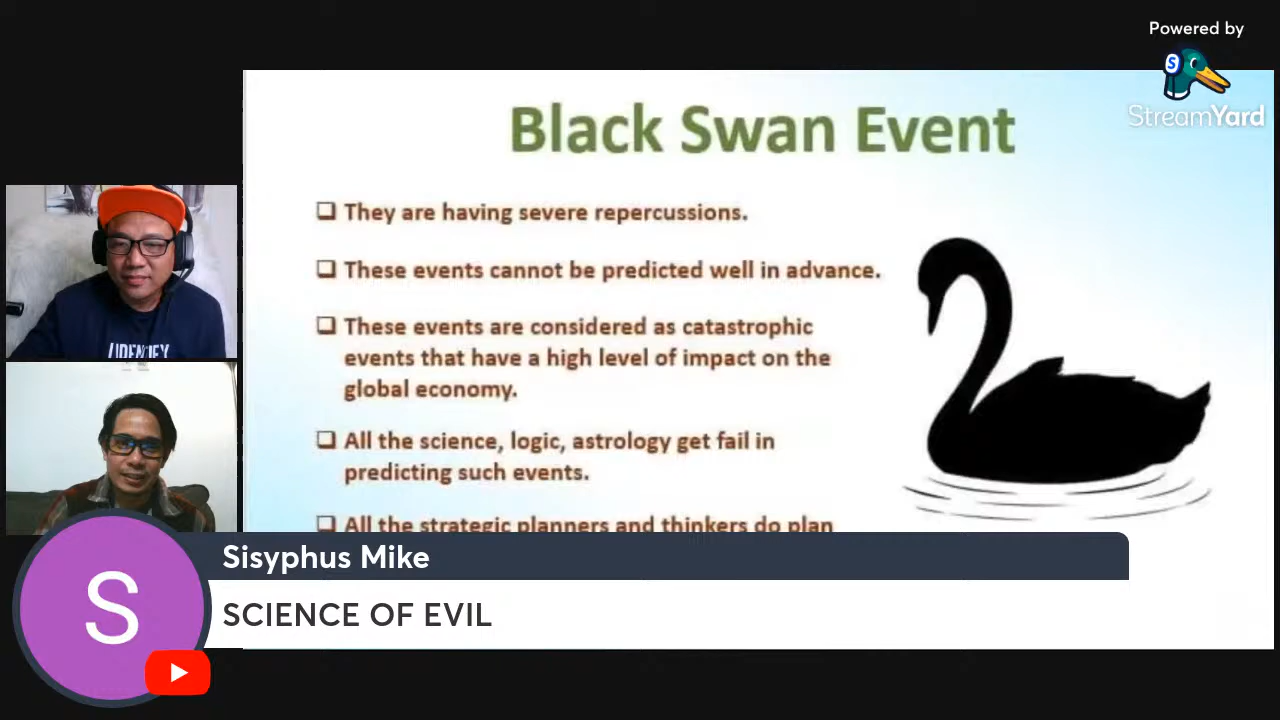 Powered by
StreamYard
Black Swan Event
They are having severe repercussions.
These events cannot be predicted well in advance.
These events are considered as catastrophic
events that have a high level of impact on the
global economy.
All the science, logic, astrology get fail in
predicting such events.
All the strategic planners and thinkers do plan
Sisyphus Mike
S
SCIENCE OF EVIL